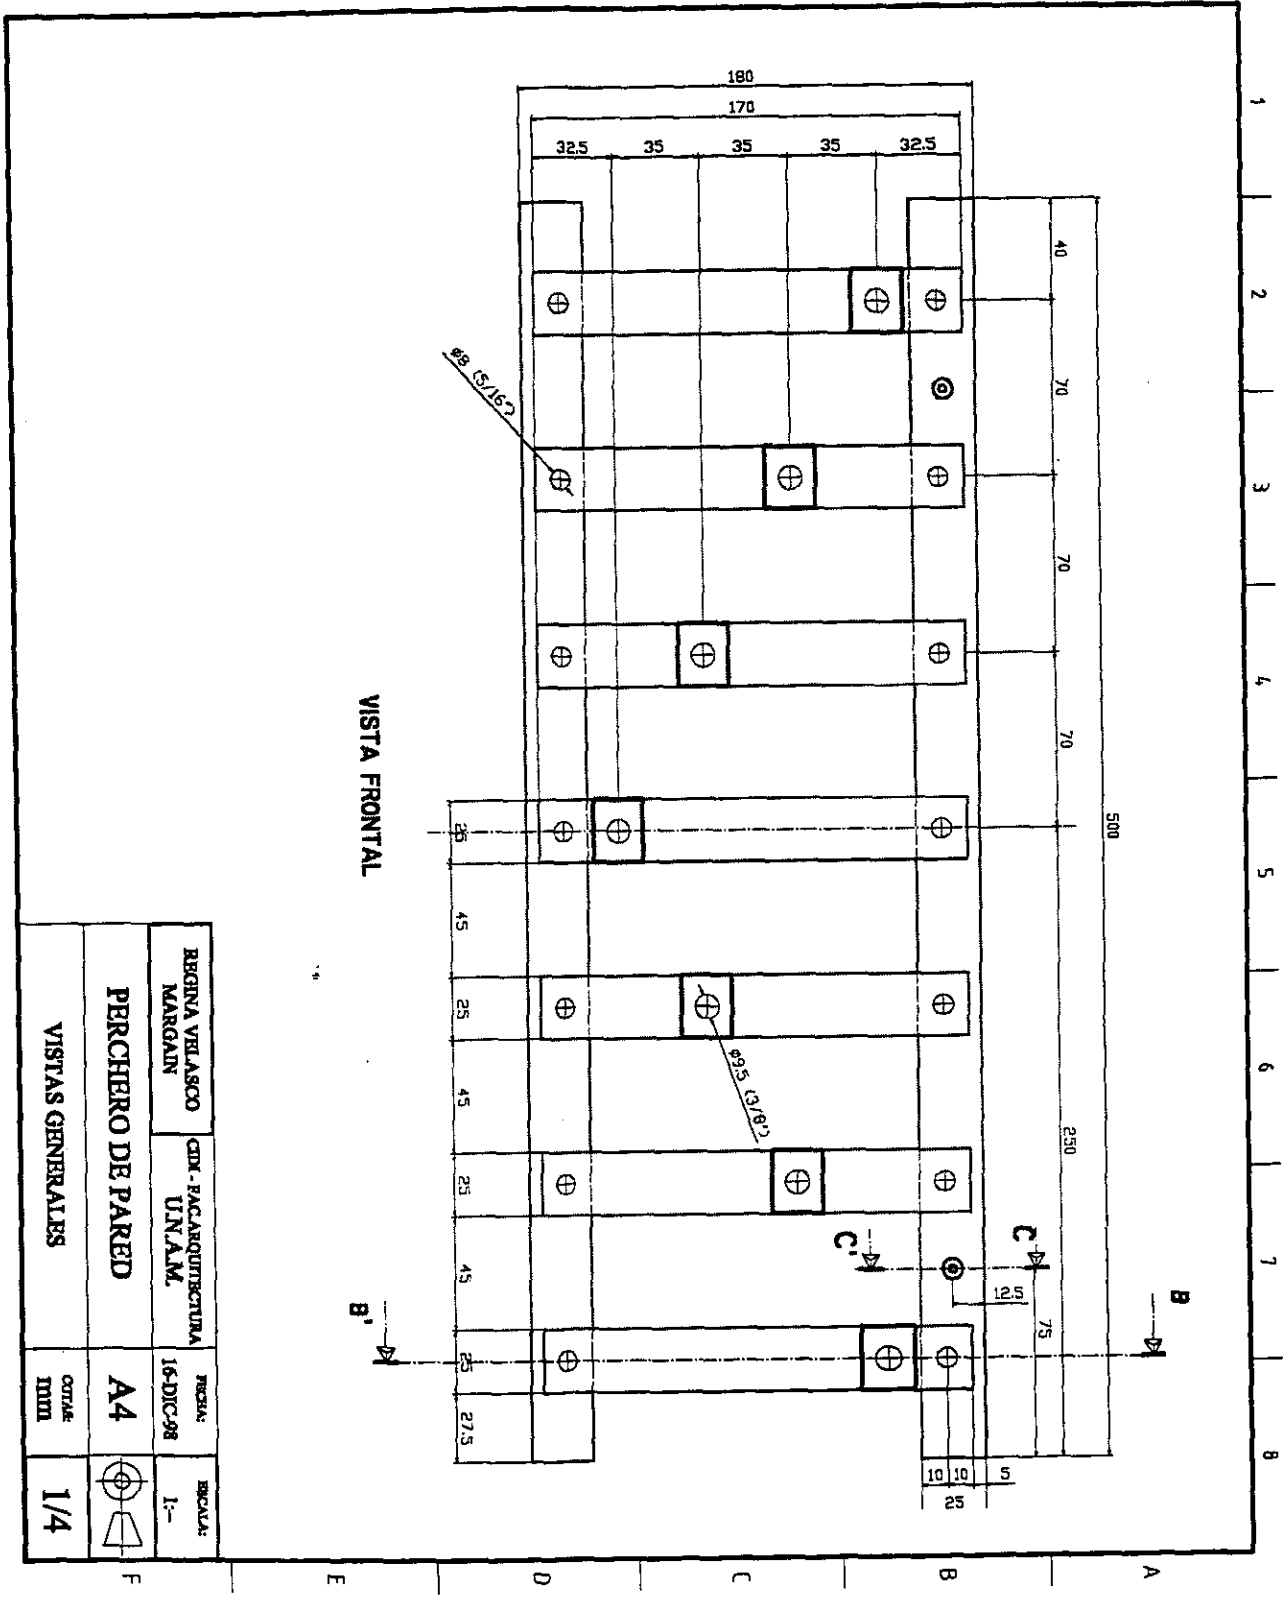 1
2
3
4
5
6
7
8
A
B
C
D
E
F
500
250
40
70
70
70
75
12.5
5
10
10
25
B
C
C'
B'
180
170
32.5
35
35
35
32.5
ø8 (5/16")
ø9.5 (3/8")
25
45
25
45
25
45
25
27.5
VISTA FRONTAL
REGINA VELASCO
MARGAIN
CIDI - FAC.ARQUITECTURA
U.N.A.M.
FECHA:
16-DIC-98
ESCALA:
1:-
PERCHERO DE PARED
A4
VISTAS GENERALES
COTAS:
mm
1/4